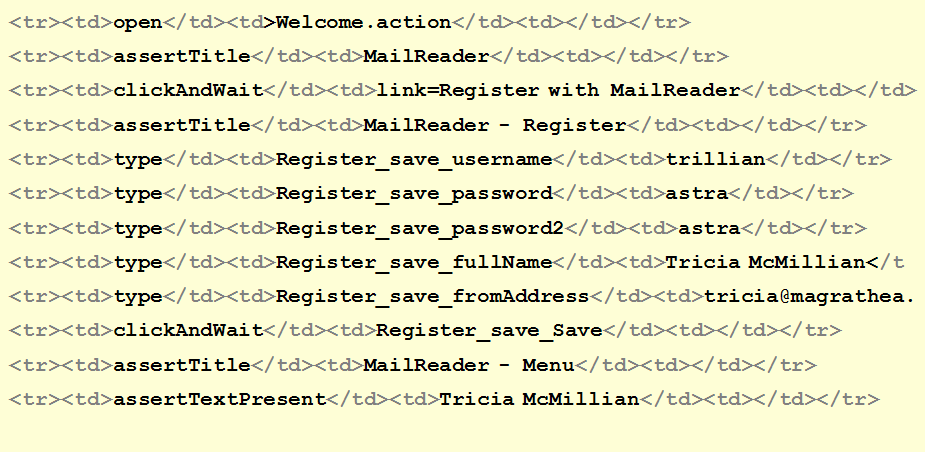 <tr><td>open</td><td>Welcome.action</td><td></td></tr>
<tr><td>assertTitle</td><td>MailReader</td><td></td></tr>
<tr><td>clickAndWait</td><td>link=Register with MailReader</td><td></td>
<tr><td>assertTitle</td><td>MailReader - Register</td><td></td></tr>
<tr><td>type</td><td>Register_save_username</td><td>trillian</td></tr>
<tr><td>type</td><td>Register_save_password</td><td>astra</td></tr>
<tr><td>type</td><td>Register_save_password2</td><td>astra</td></tr>
<tr><td>type</td><td>Register_save_fullName</td><td>Tricia McMillian</t
<tr><td>type</td><td>Register_save_fromAddress</td><td>tricia@magrathea.
<tr><td>clickAndWait</td><td>Register_save_Save</td><td></td></tr>
<tr><td>assertTitle</td><td>MailReader - Menu</td><td></td></tr>
<tr><td>assertTextPresent</td><td>Tricia McMillian</td><td></td></tr>